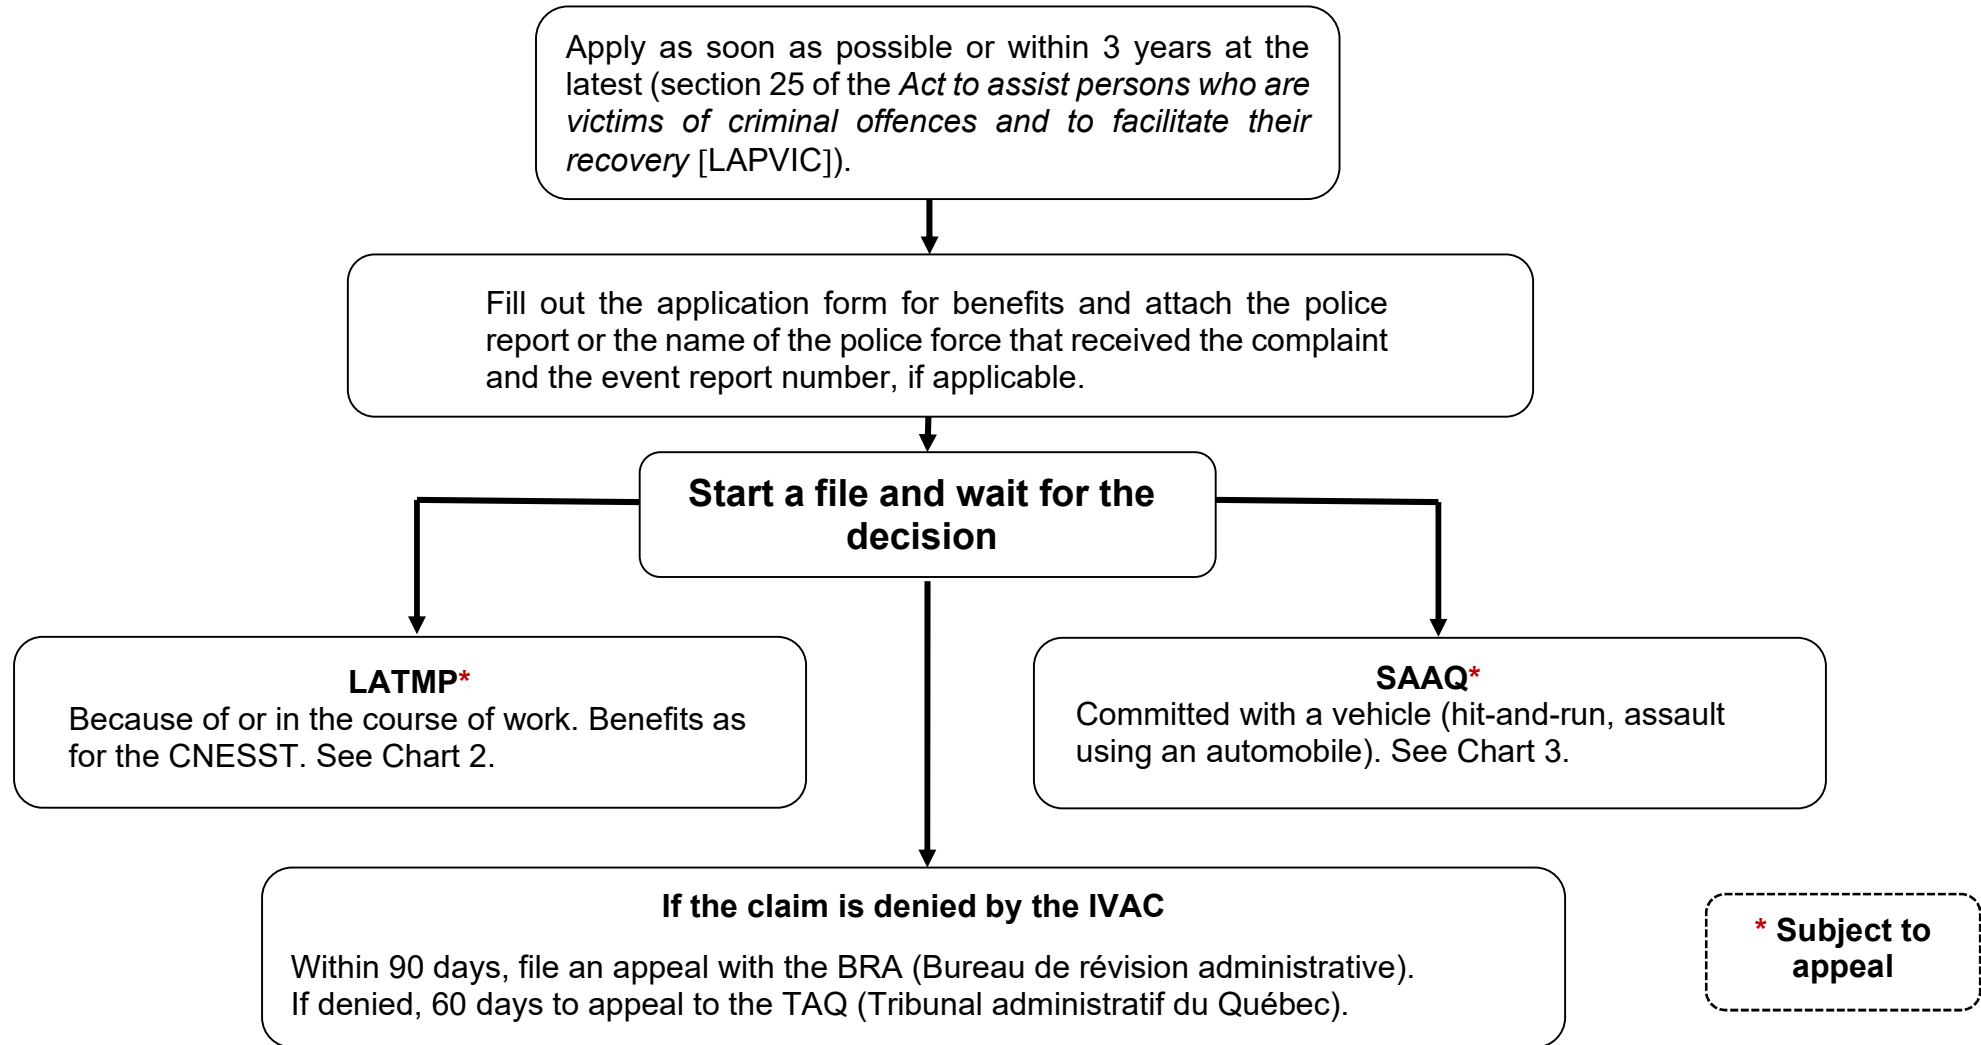 Apply as soon as possible or within 3 years at the
latest (section 25 of the Act to assist persons who are
victims of criminal offences and to facilitate their
recovery [LAPVIC]).
Fill out the application form for benefits and attach the police
report or the name of the police force that received the complaint
and the event report number, if applicable.
Start a file and wait for the
decision
LATMP*
Because of or in the course of work. Benefits as
for the CNESST. See Chart 2.
SAAQ*
Committed with a vehicle (hit-and-run, assault
using an automobile). See Chart 3.
If the claim is denied by the IVAC
Within 90 days, file an appeal with the BRA (Bureau de révision administrative).
If denied, 60 days to appeal to the TAQ (Tribunal administratif du Québec).
* Subject to
appeal